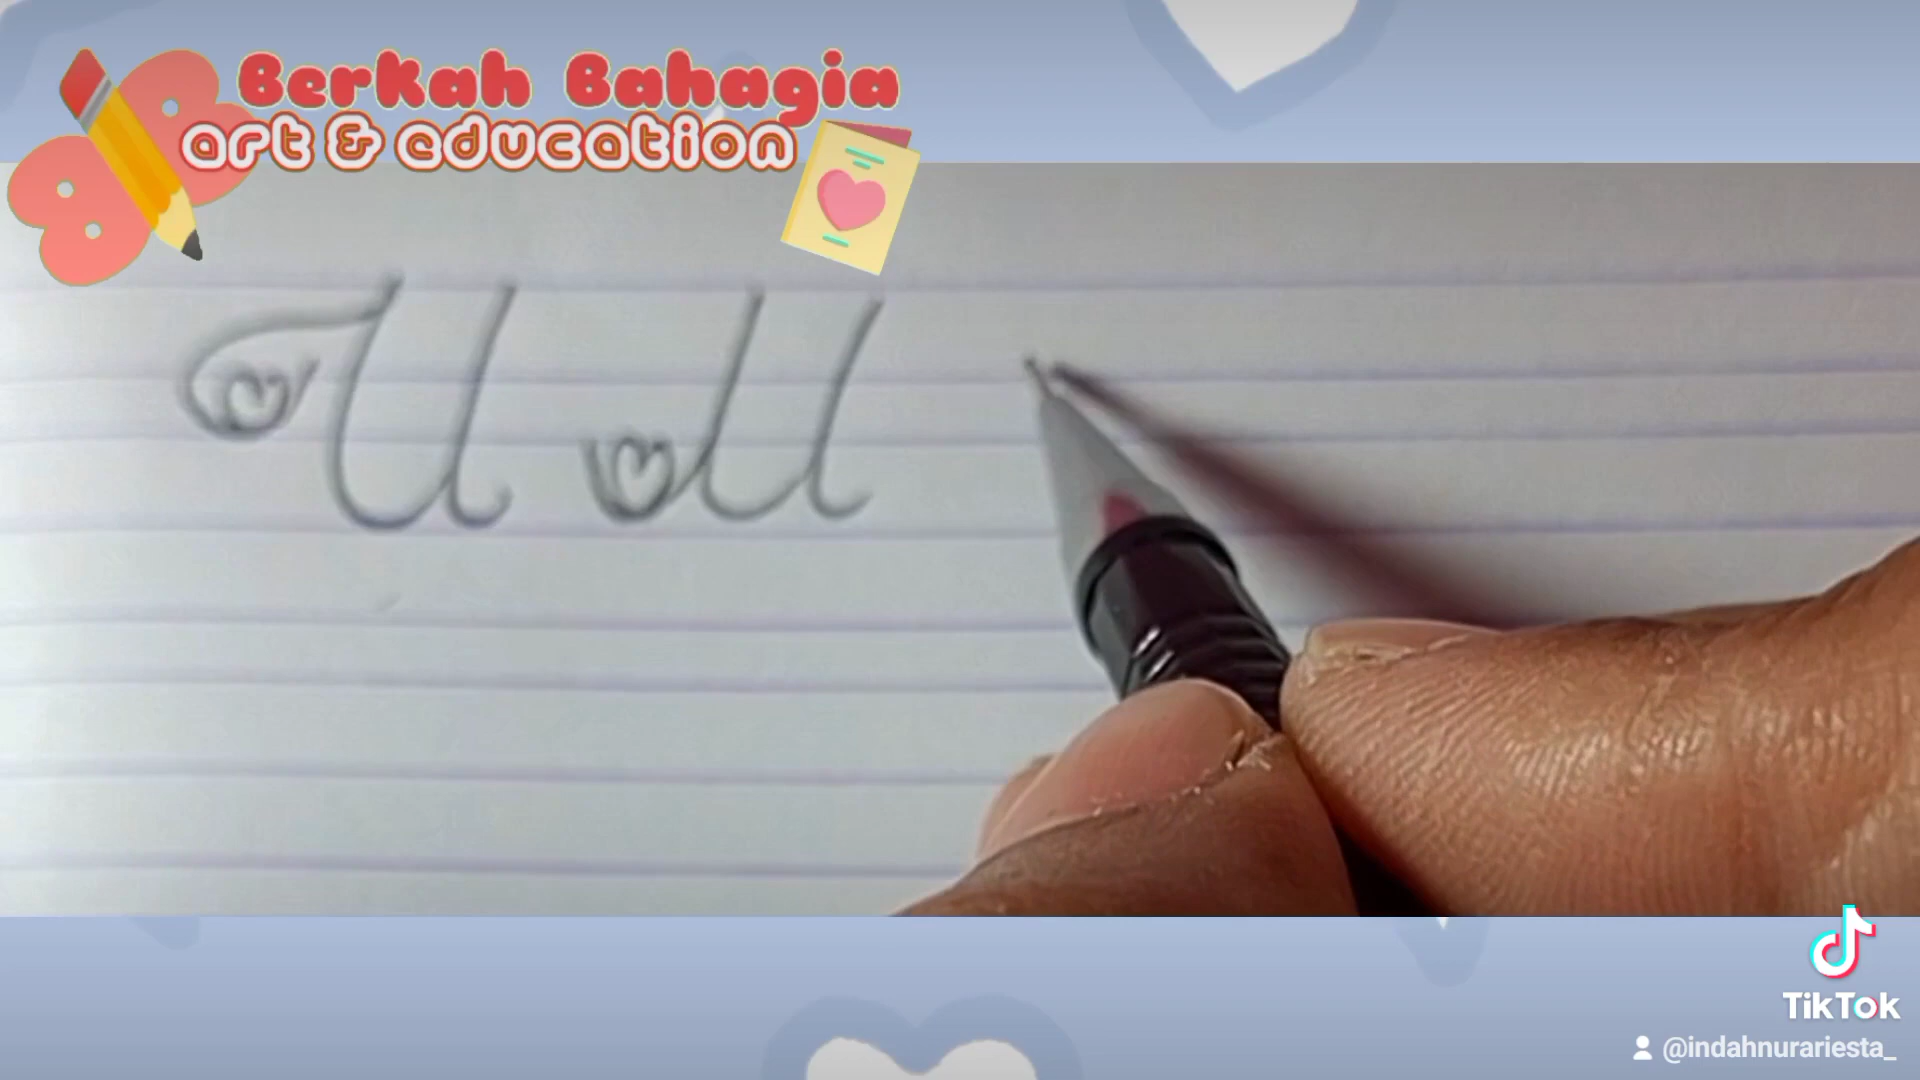 Berkah Bahagia
art & education
U U
TikTok
@indahnurariesta_